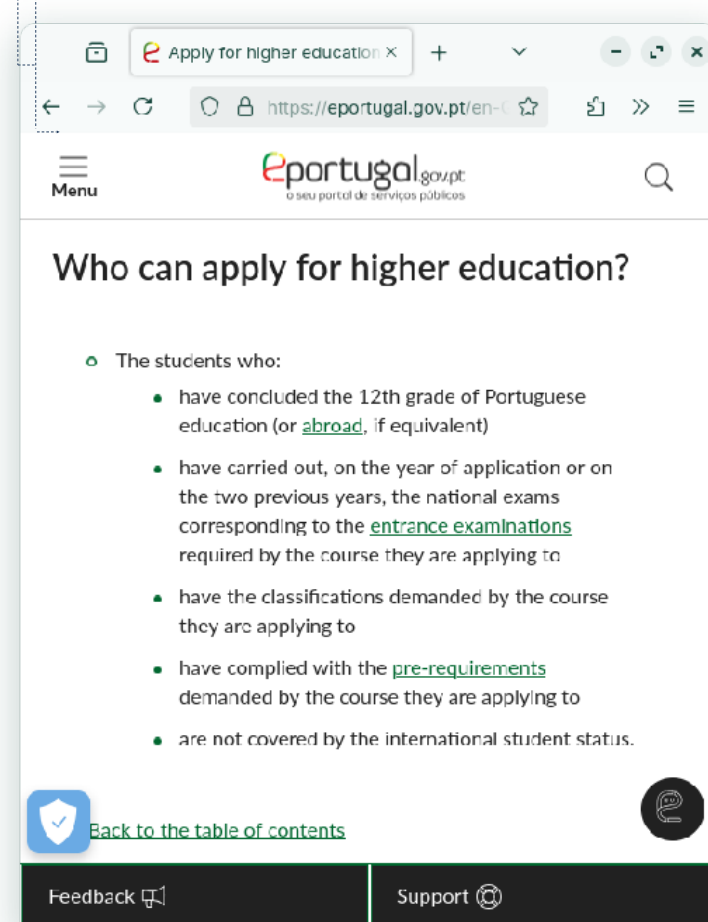 Apply for higher education
https://eportugal.gov.pt/en-
Menu
eportugal.gov.pt
o seu portal de serviços públicos
Who can apply for higher education?
The students who:
have concluded the 12th grade of Portuguese
education (or abroad, if equivalent)
have carried out, on the year of application or on
the two previous years, the national exams
corresponding to the entrance examinations
required by the course they are applying to
have the classifications demanded by the course
they are applying to
have complied with the pre-requirements
demanded by the course they are applying to
are not covered by the international student status.
Back to the table of contents
Feedback
Support